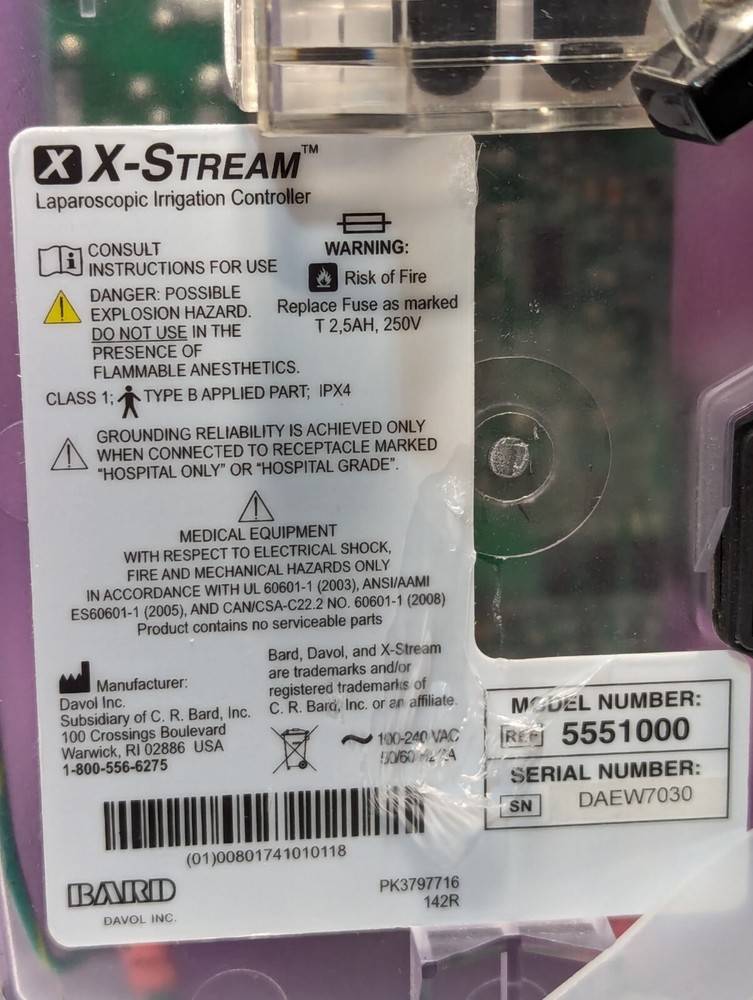 X X-STREAM™
Laparoscopic Irrigation Controller
CONSULT
INSTRUCTIONS FOR USE
DANGER: POSSIBLE
EXPLOSION HAZARD.
DO NOT USE IN THE
PRESENCE OF
FLAMMABLE ANESTHETICS.
WARNING:
Risk of Fire
Replace Fuse as marked
T 2,5AH, 250V
CLASS 1; TYPE B APPLIED PART; IPX4
GROUNDING RELIABILITY IS ACHIEVED ONLY
WHEN CONNECTED TO RECEPTACLE MARKED
"HOSPITAL ONLY" OR "HOSPITAL GRADE".
MEDICAL EQUIPMENT
WITH RESPECT TO ELECTRICAL SHOCK,
FIRE AND MECHANICAL HAZARDS ONLY
IN ACCORDANCE WITH UL 60601-1 (2003), ANSI/AAMI
ES60601-1 (2005), AND CAN/CSA-C22.2 NO. 60601-1 (2008)
Product contains no serviceable parts
Manufacturer:
Davol Inc.
Subsidiary of C. R. Bard, Inc.
100 Crossings Boulevard
Warwick, RI 02886 USA
1-800-556-6275
Bard, Davol, and X-Stream
are trademarks and/or
registered trademarks of
C. R. Bard, Inc. or an affiliate.
~ 100-240 VAC
50/60 Hz/2A
(01)00801741010118
BARD
DAVOL INC.
PK3797716
142R
MODEL NUMBER:
REF 5551000
SERIAL NUMBER:
SN DAEW7030